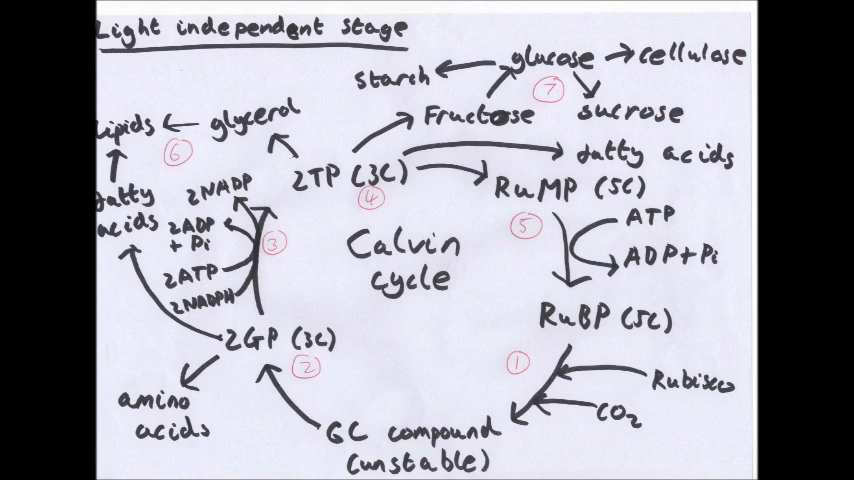 Light independent stage
glucose
cellulose
starch
7
sucrose
Fructose
lipids
glycerol
6
fatty acids
2TP (3C)
4
RuMP (5C)
5
fatty
acids
2NADP
2ADP
+ Pi
3
2ATP
2NADPH
Calvin
cycle
ATP
ADP+Pi
RuBP (5C)
2GP (3C)
2
1
Rubisco
CO2
amino
acids
6C compound
(unstable)